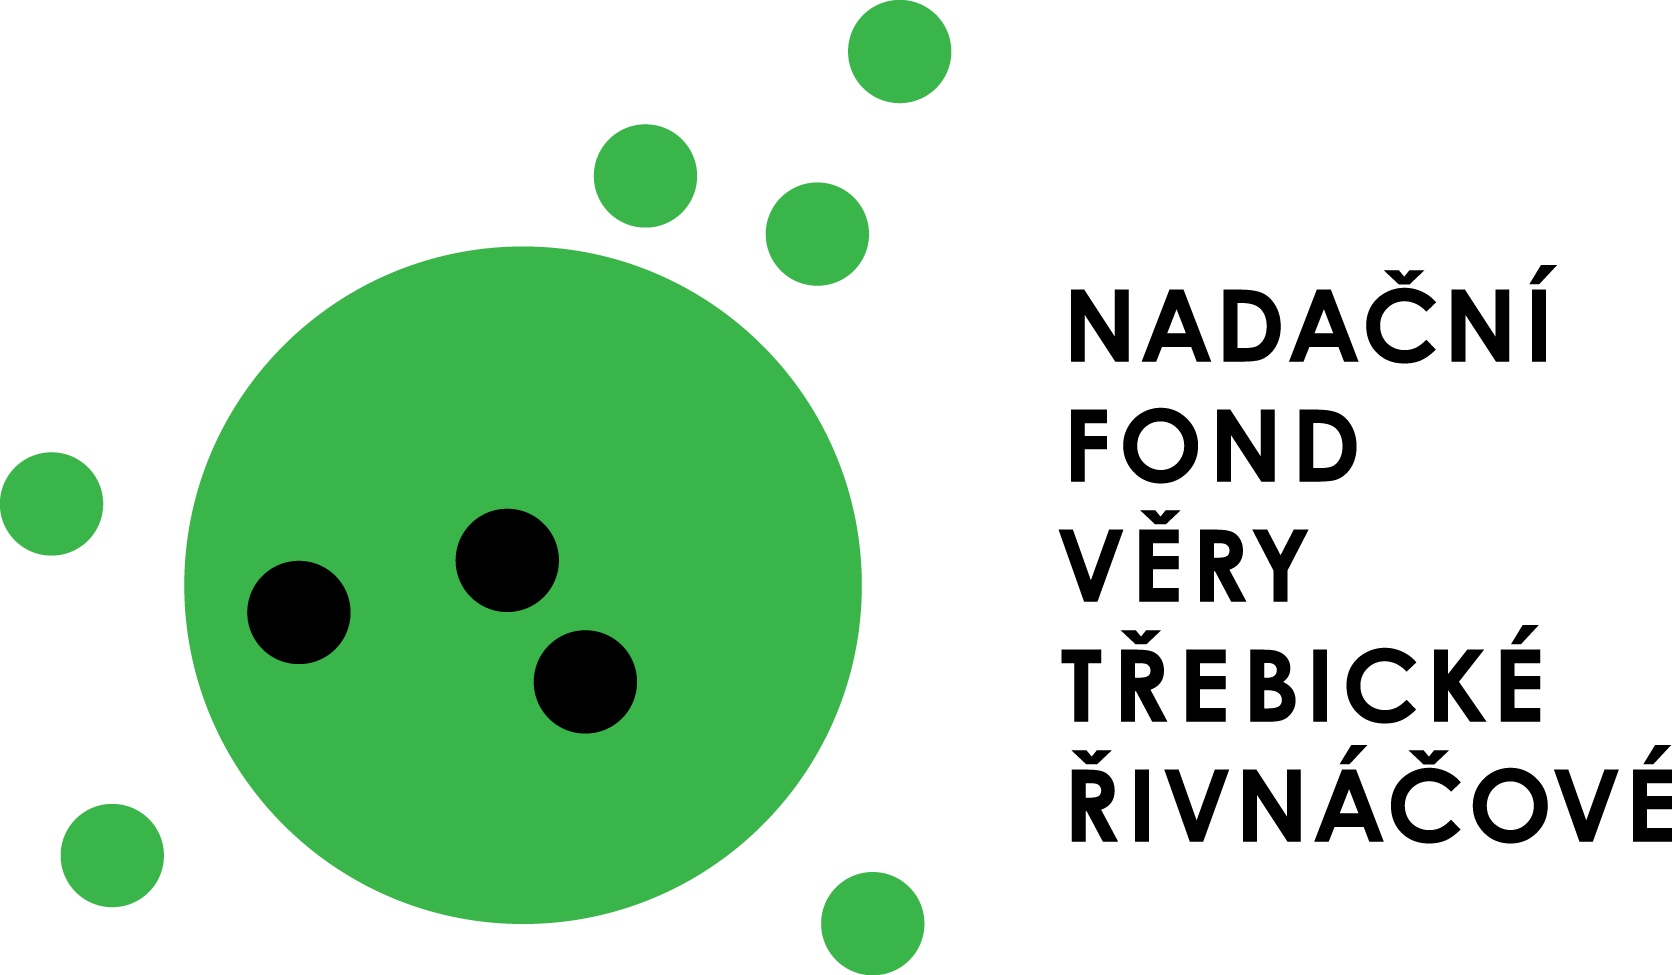 NADAČNÍ
FOND
VĚRY
TŘEBICKÉ
ŘIVNÁČOVÉ